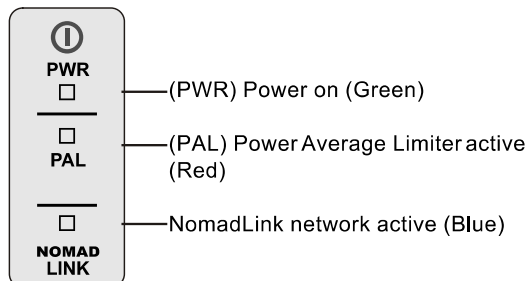 PWR
(PWR) Power on (Green)
PAL
(PAL) Power Average Limiter active
(Red)
NomadLink network active (Blue)
NOMAD
LINK